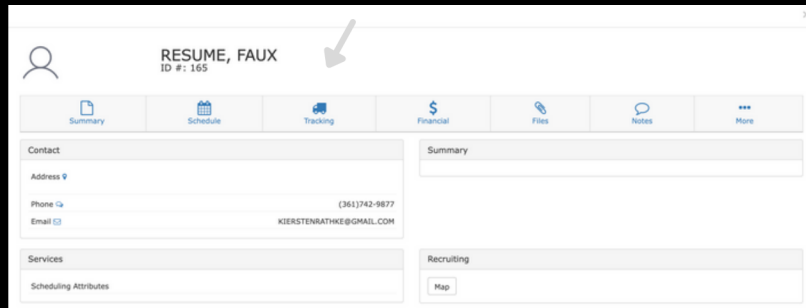 RESUME, FAUX
ID #: 165
Summary Schedule Tracking Financial Files Notes More
Contact
Address
Phone (361)742-9877
Email KIERSTENRATHKE@GMAIL.COM
Services
Scheduling Attributes
Summary
Recruiting
Map